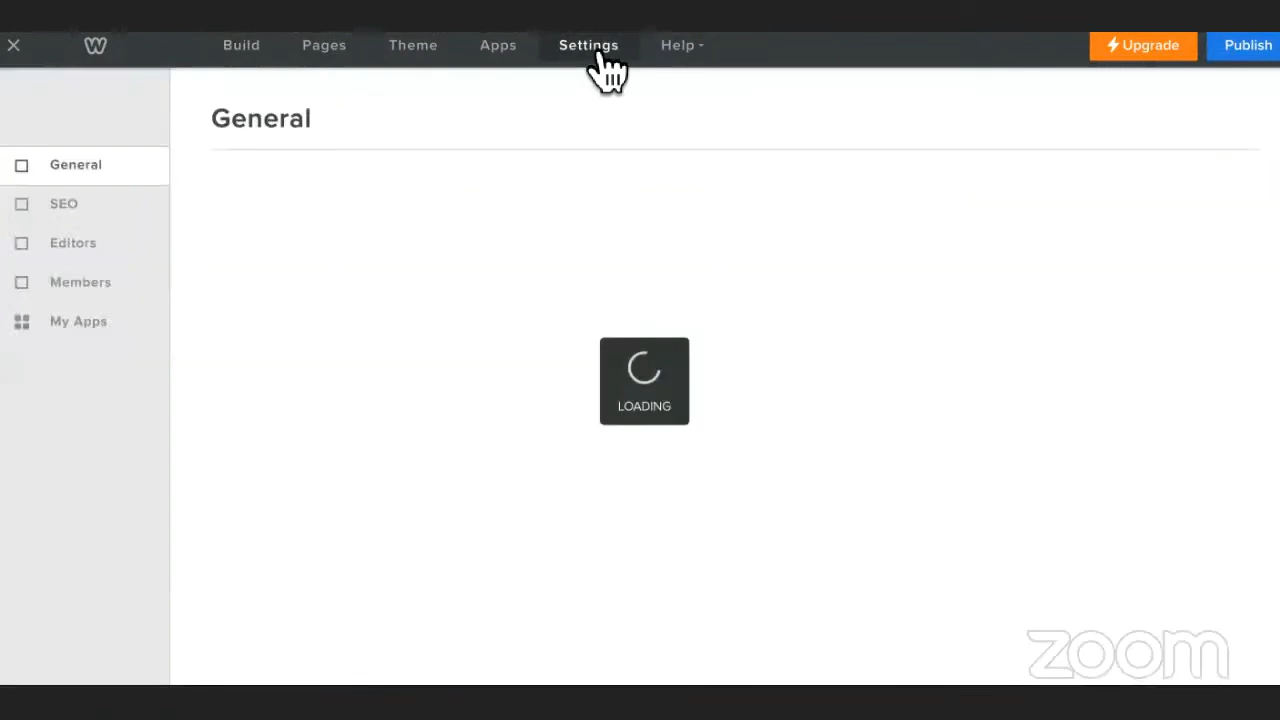 Build Pages Theme Apps Settings Help Upgrade Publish
General
General
SEO
Editors
Members
My Apps
LOADING
zoom